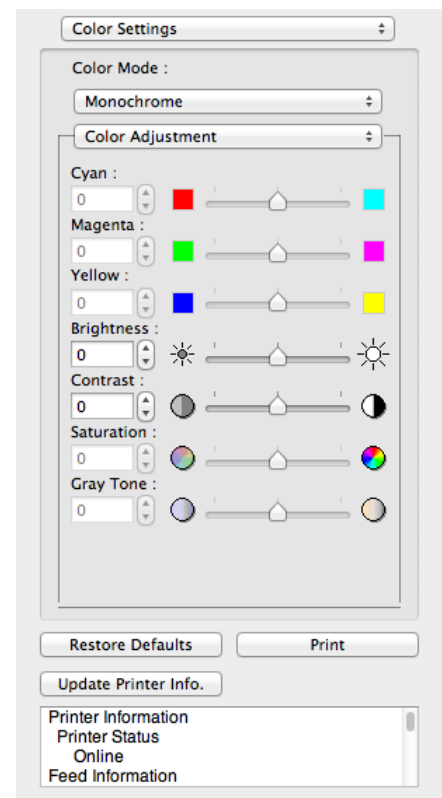 Color Settings
Color Mode :
Monochrome
Color Adjustment
Cyan :
0
Magenta :
0
Yellow :
0
Brightness :
0
Contrast :
0
Saturation :
0
Gray Tone :
0
Restore Defaults
Print
Update Printer Info.
Printer Information
Printer Status
Online
Feed Information